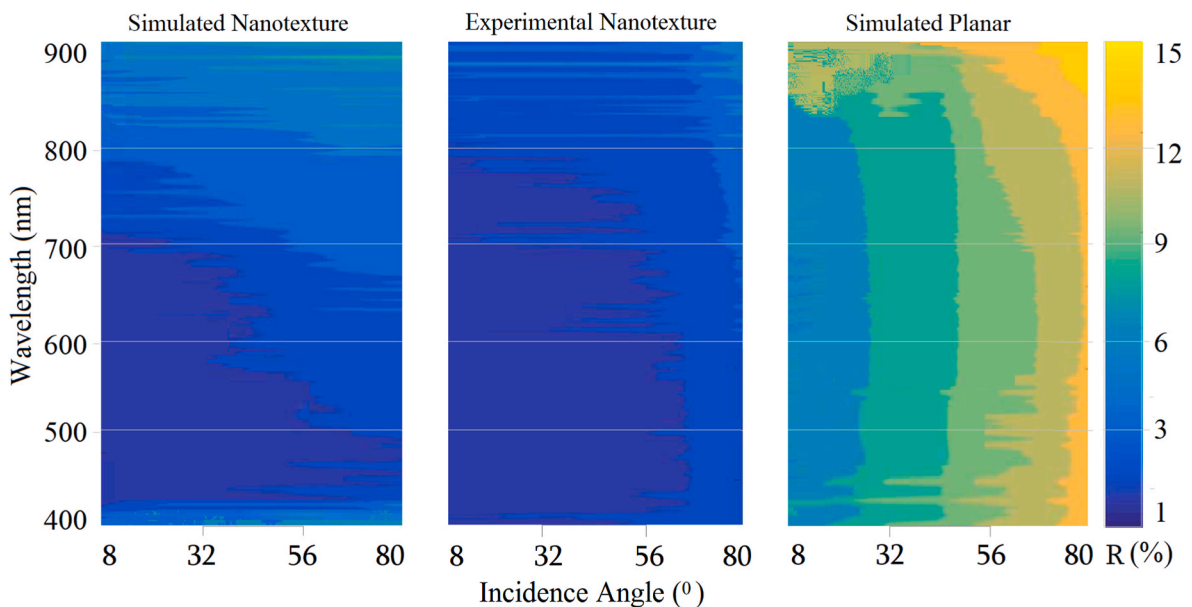 Simulated Nanotexture
Experimental Nanotexture
Simulated Planar
Wavelength (nm)
900
800
700
600
500
400
8 32 56 80
8 32 56 80
8 32 56 80
15
12
9
6
3
1
R (%)
Incidence Angle (⁰)